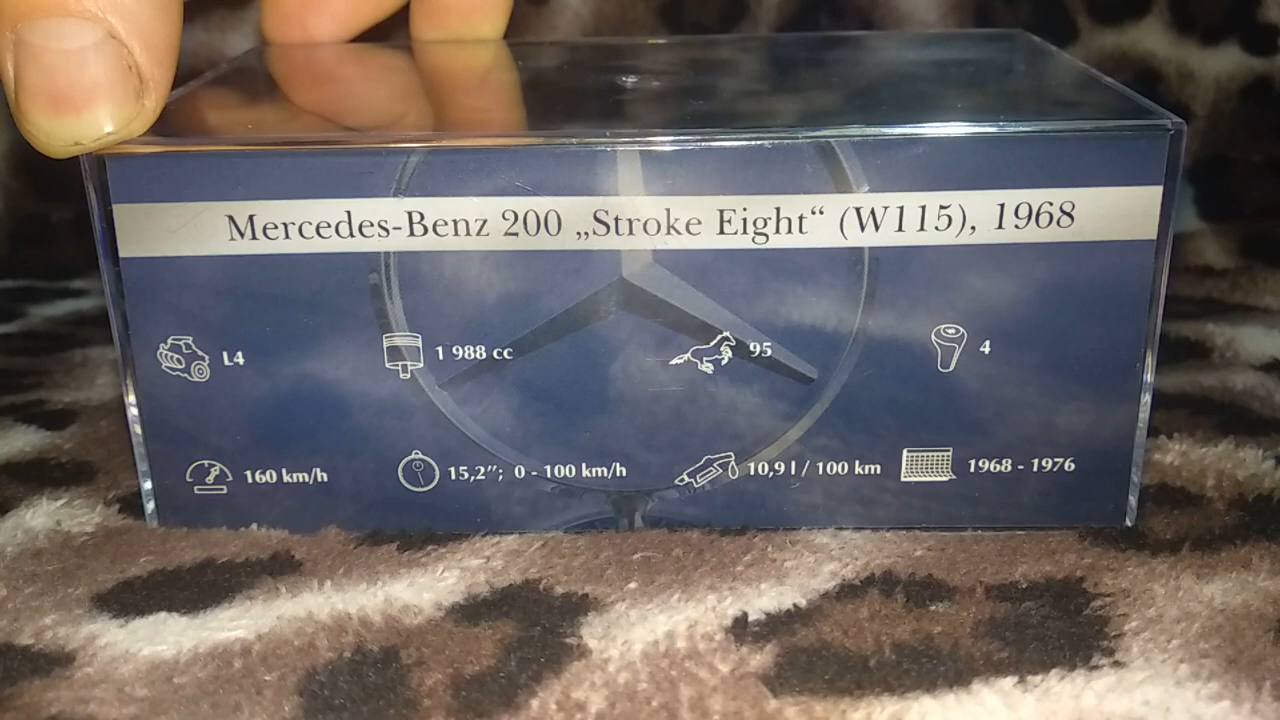 Mercedes-Benz 200 „Stroke Eight“ (W115), 1968
L4 1 988 cc 95 4
160 km/h 15,2″; 0 - 100 km/h 10,9 l / 100 km 1968 - 1976